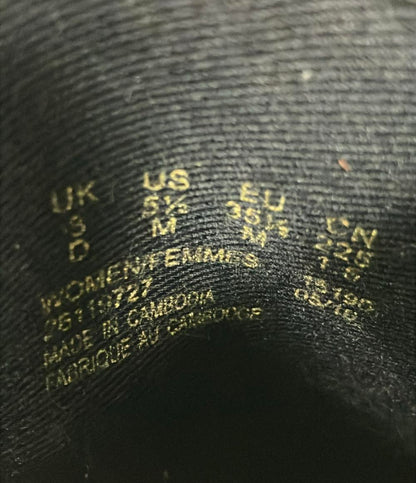 UK US EU CN
3 5½ 35½ 225
D M M 1.5
WOMEN/FEMMES
26119727
MADE IN CAMBODIA
FABRIQUE AU CAMBODGE